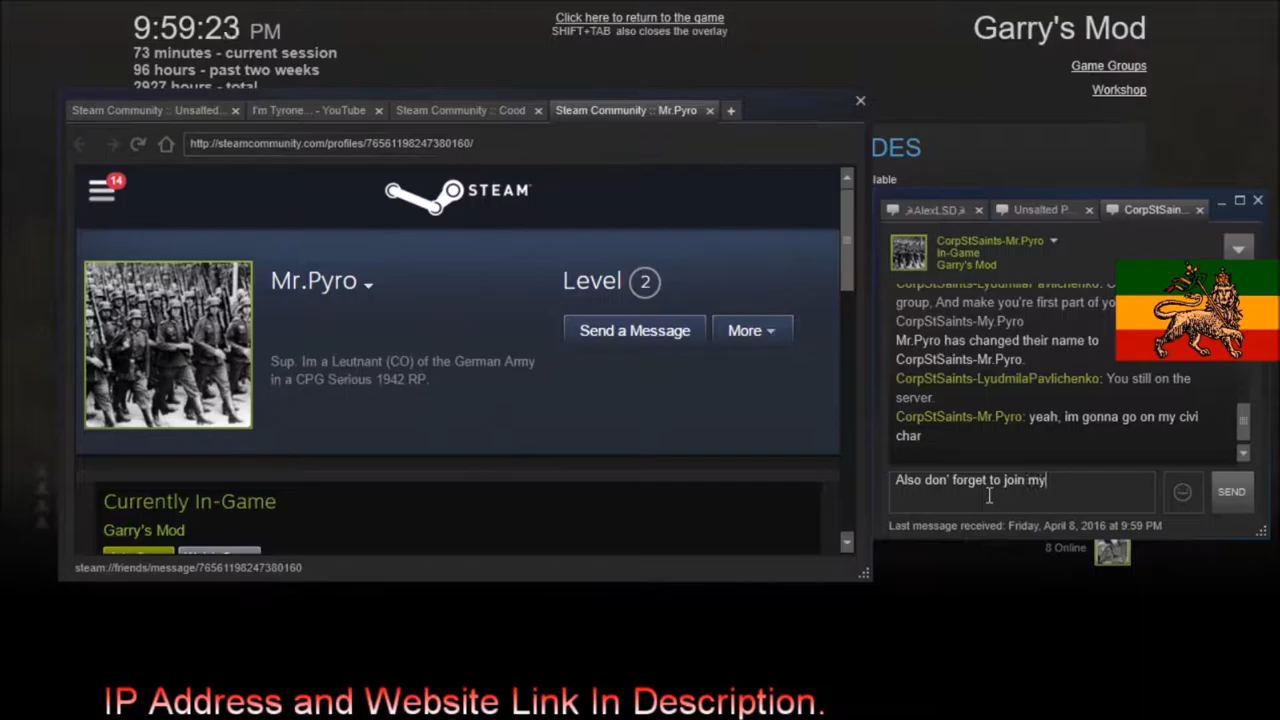 9:59:23 PM
73 minutes - current session
96 hours - past two weeks
2927 hours - total
Click here to return to the game
SHIFT+TAB also closes the overlay
Garry's Mod
Game Groups
Workshop
Steam Community :: Unsalted...
I'm Tyrone... - YouTube
Steam Community :: Cood
Steam Community :: Mr.Pyro
http://steamcommunity.com/profiles/76561198247380160/
14
STEAM
Mr.Pyro
Level 2
Send a Message
More
Sup. Im a Leutnant (CO) of the German Army
in a CPG Serious 1942 RP.
Currently In-Game
Garry's Mod
steam://friends/message/76561198247380160
DES
lable
AlexLSD
Unsalted P...
CorpStSain...
CorpStSaints-Mr.Pyro
In-Game
Garry's Mod
group, And make you're first part of yo
CorpStSaints-My.Pyro
Mr.Pyro has changed their name to
CorpStSaints-Mr.Pyro.
CorpStSaints-LyudmilaPavlichenko: You still on the
server.
CorpStSaints-Mr.Pyro: yeah, im gonna go on my civi
char
Also don' forget to join my
SEND
Last message received: Friday, April 8, 2016 at 9:59 PM
8 Online
IP Address and Website Link In Description.